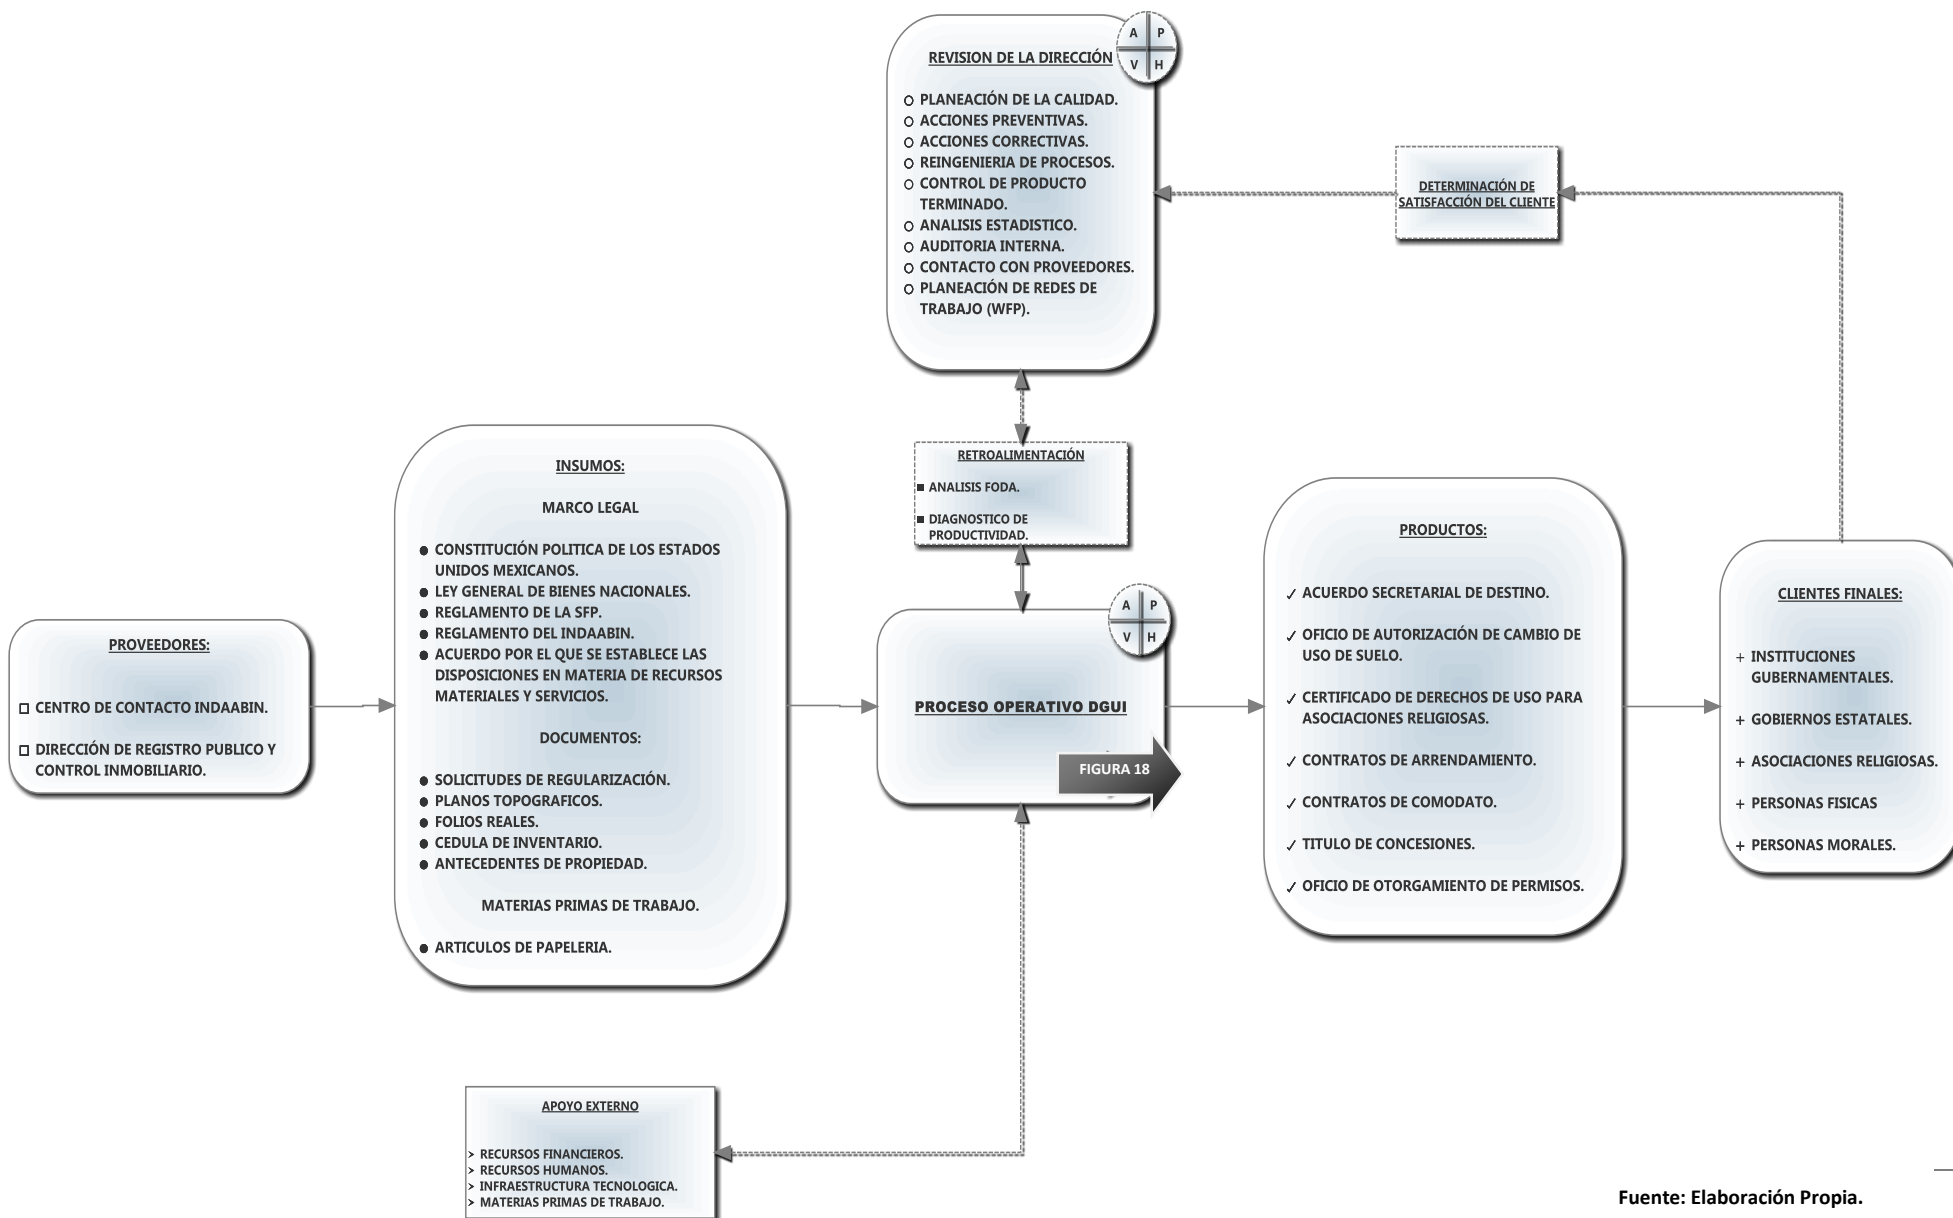 A P
V H
REVISION DE LA DIRECCIÓN
PLANEACIÓN DE LA CALIDAD.
ACCIONES PREVENTIVAS.
ACCIONES CORRECTIVAS.
REINGENIERIA DE PROCESOS.
CONTROL DE PRODUCTO
TERMINADO.
ANALISIS ESTADISTICO.
AUDITORIA INTERNA.
CONTACTO CON PROVEEDORES.
PLANEACIÓN DE REDES DE
TRABAJO (WFP).
DETERMINACIÓN DE
SATISFACCIÓN DEL CLIENTE
RETROALIMENTACIÓN
ANALISIS FODA.
DIAGNOSTICO DE
PRODUCTIVIDAD.
PROVEEDORES:
CENTRO DE CONTACTO INDAABIN.
DIRECCIÓN DE REGISTRO PUBLICO Y
CONTROL INMOBILIARIO.
INSUMOS:
MARCO LEGAL
CONSTITUCIÓN POLITICA DE LOS ESTADOS
UNIDOS MEXICANOS.
LEY GENERAL DE BIENES NACIONALES.
REGLAMENTO DE LA SFP.
REGLAMENTO DEL INDAABIN.
ACUERDO POR EL QUE SE ESTABLECE LAS
DISPOSICIONES EN MATERIA DE RECURSOS
MATERIALES Y SERVICIOS.
DOCUMENTOS:
SOLICITUDES DE REGULARIZACIÓN.
PLANOS TOPOGRAFICOS.
FOLIOS REALES.
CEDULA DE INVENTARIO.
ANTECEDENTES DE PROPIEDAD.
MATERIAS PRIMAS DE TRABAJO.
ARTICULOS DE PAPELERIA.
A P
V H
PROCESO OPERATIVO DGUI
FIGURA 18
PRODUCTOS:
ACUERDO SECRETARIAL DE DESTINO.
OFICIO DE AUTORIZACIÓN DE CAMBIO DE
USO DE SUELO.
CERTIFICADO DE DERECHOS DE USO PARA
ASOCIACIONES RELIGIOSAS.
CONTRATOS DE ARRENDAMIENTO.
CONTRATOS DE COMODATO.
TITULO DE CONCESIONES.
OFICIO DE OTORGAMIENTO DE PERMISOS.
CLIENTES FINALES:
+ INSTITUCIONES
GUBERNAMENTALES.
+ GOBIERNOS ESTATALES.
+ ASOCIACIONES RELIGIOSAS.
+ PERSONAS FISICAS
+ PERSONAS MORALES.
APOYO EXTERNO
> RECURSOS FINANCIEROS.
> RECURSOS HUMANOS.
> INFRAESTRUCTURA TECNOLOGICA.
> MATERIAS PRIMAS DE TRABAJO.
Fuente: Elaboración Propia.